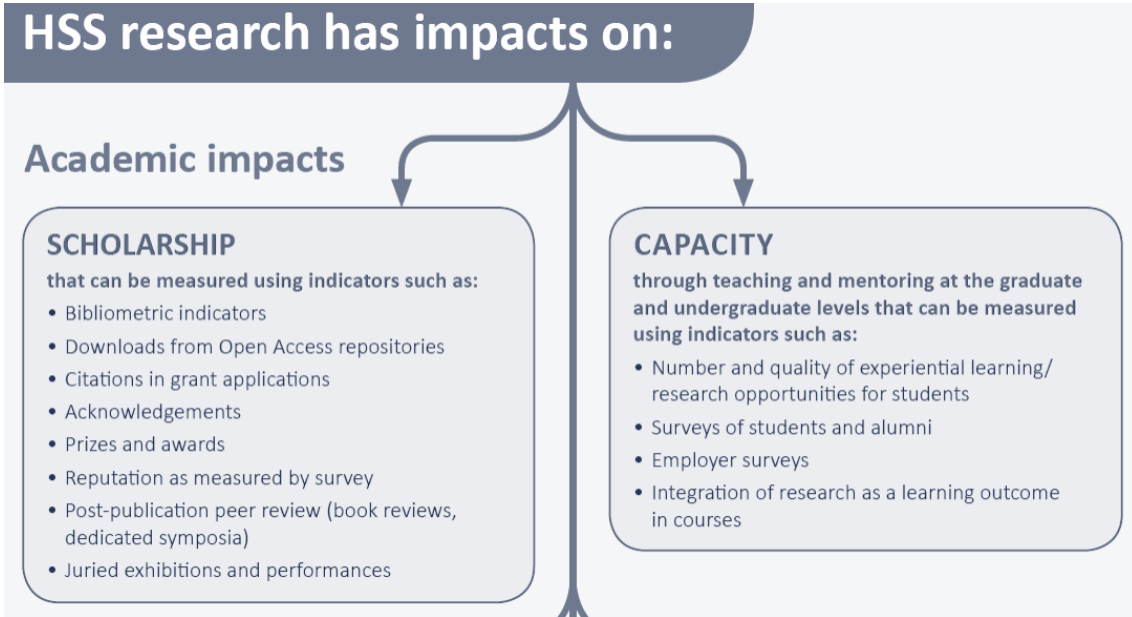 HSS research has impacts on:
Academic impacts
SCHOLARSHIP
that can be measured using indicators such as:
• Bibliometric indicators
• Downloads from Open Access repositories
• Citations in grant applications
• Acknowledgements
• Prizes and awards
• Reputation as measured by survey
• Post-publication peer review (book reviews,
dedicated symposia)
• Juried exhibitions and performances
CAPACITY
through teaching and mentoring at the graduate
and undergraduate levels that can be measured
using indicators such as:
• Number and quality of experiential learning/
research opportunities for students
• Surveys of students and alumni
• Employer surveys
• Integration of research as a learning outcome
in courses